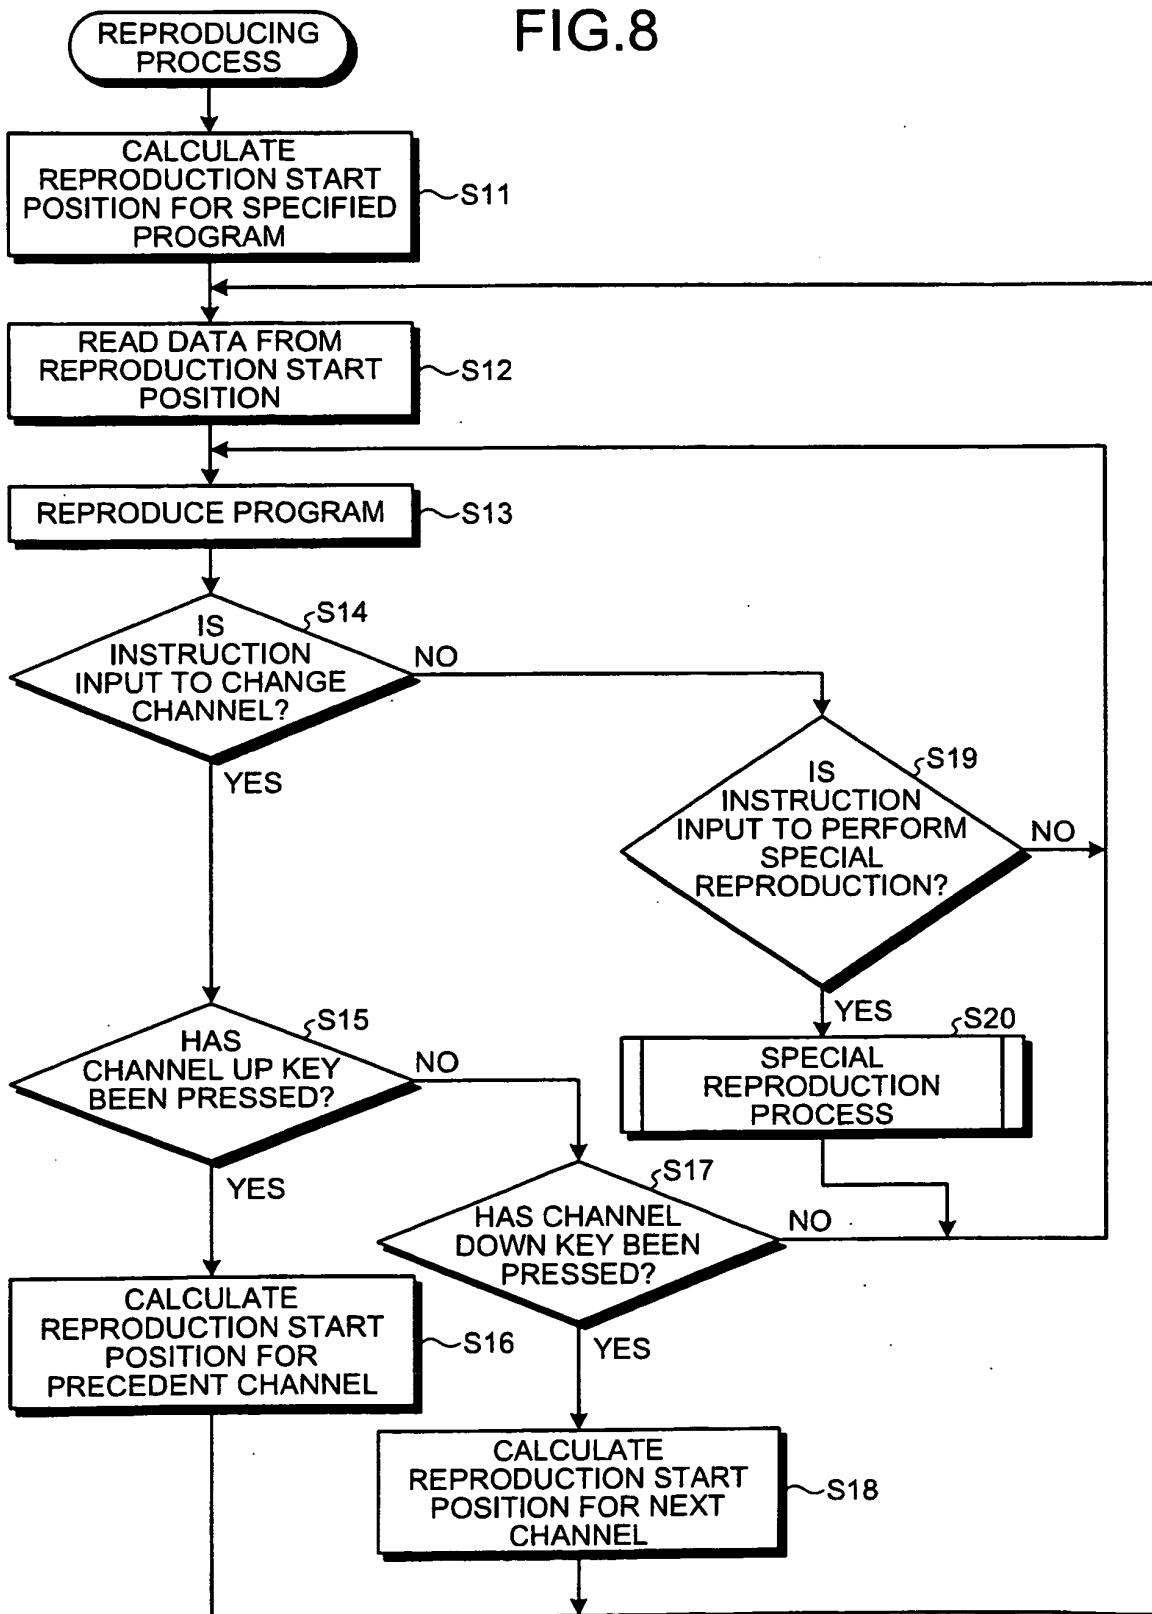 FIG.8
REPRODUCING
PROCESS
CALCULATE
REPRODUCTION START
POSITION FOR SPECIFIED
PROGRAM
S11
READ DATA FROM
REPRODUCTION START
POSITION
S12
REPRODUCE PROGRAM
S13
IS
INSTRUCTION
INPUT TO CHANGE
CHANNEL?
S14
NO
YES
IS
INSTRUCTION
INPUT TO PERFORM
SPECIAL
REPRODUCTION?
S19
NO
YES
SPECIAL
REPRODUCTION
PROCESS
S20
HAS
CHANNEL UP KEY
BEEN PRESSED?
S15
NO
YES
HAS CHANNEL
DOWN KEY BEEN
PRESSED?
S17
NO
YES
CALCULATE
REPRODUCTION START
POSITION FOR
PRECEDENT CHANNEL
S16
CALCULATE
REPRODUCTION START
POSITION FOR NEXT
CHANNEL
S18